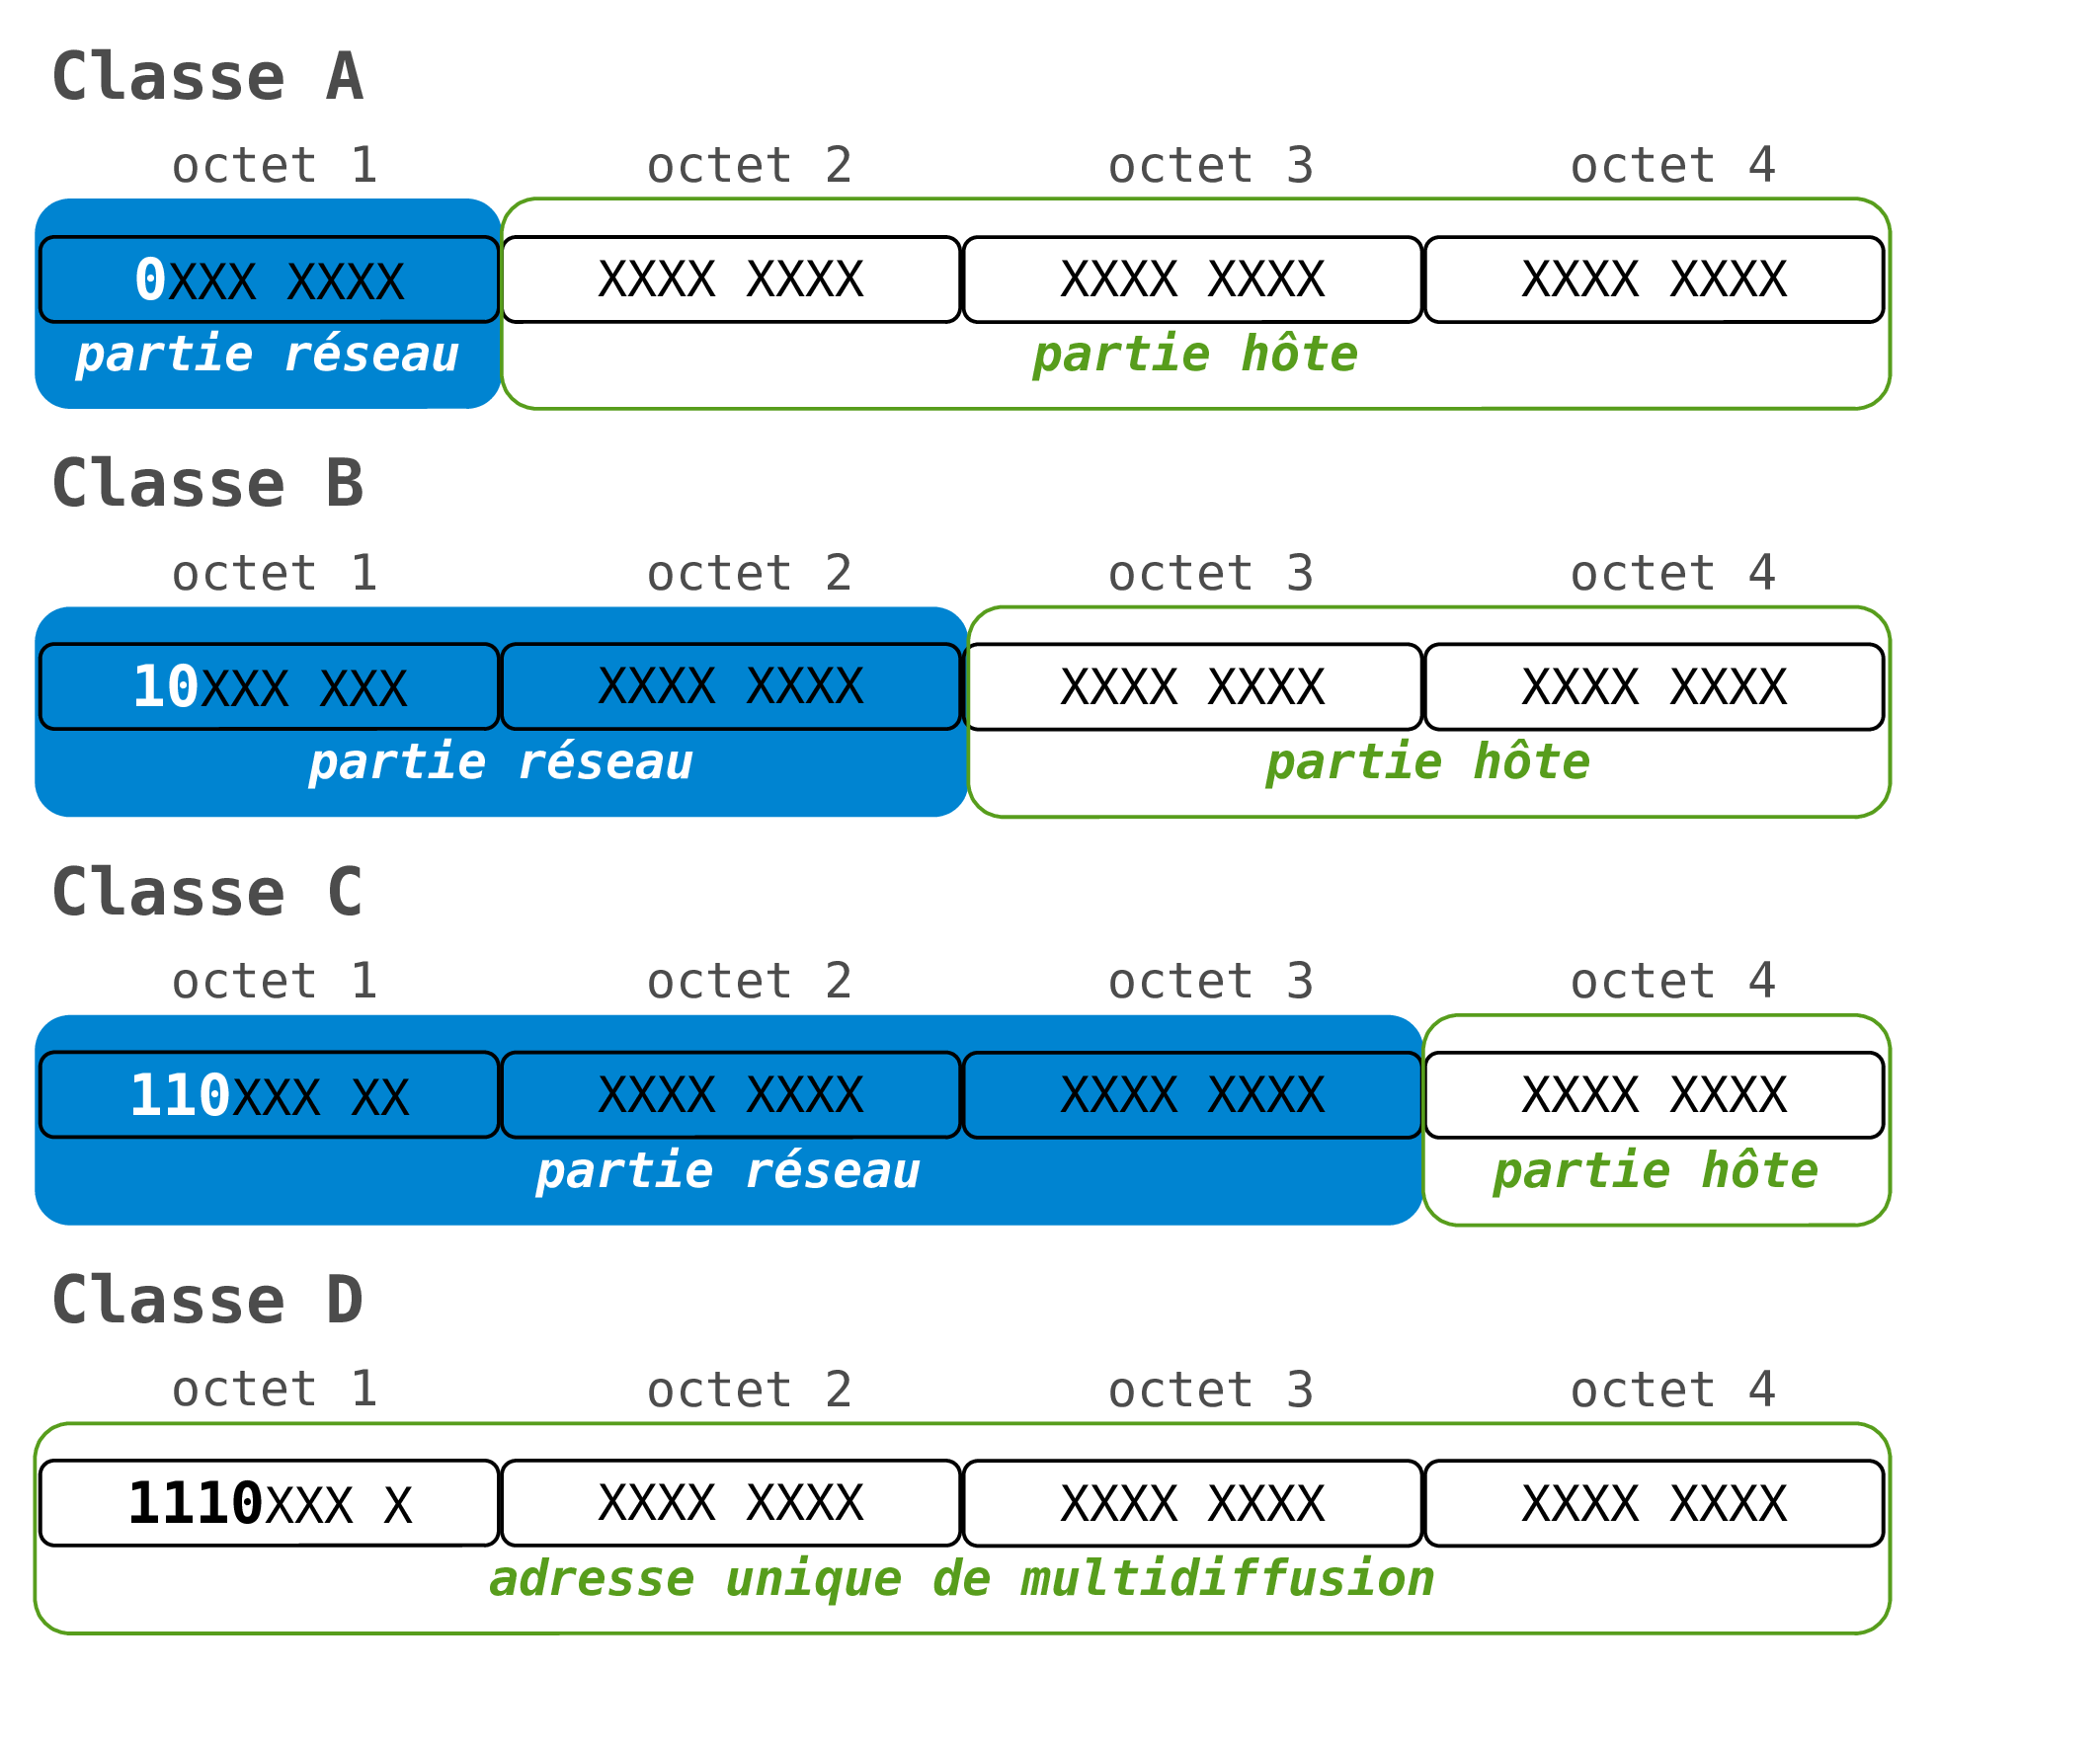 Classe A
octet 1 octet 2 octet 3 octet 4
0XXX XXXX XXXX XXXX XXXX XXXX XXXX XXXX
partie réseau partie hôte
Classe B
octet 1 octet 2 octet 3 octet 4
10XXX XXX XXXX XXXX XXXX XXXX XXXX XXXX
partie réseau partie hôte
Classe C
octet 1 octet 2 octet 3 octet 4
110XXX XX XXXX XXXX XXXX XXXX XXXX XXXX
partie réseau partie hôte
Classe D
octet 1 octet 2 octet 3 octet 4
1110XXX X XXXX XXXX XXXX XXXX XXXX XXXX
adresse unique de multidiffusion